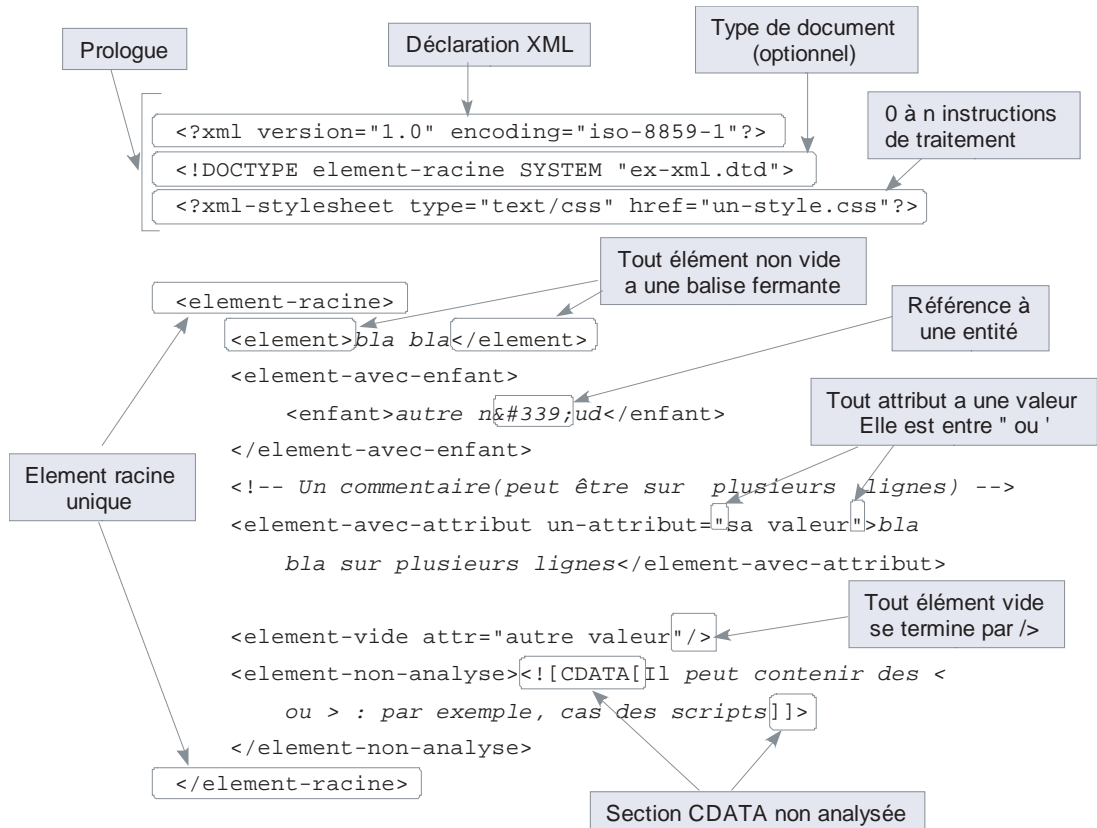 Type de document
(optionnel)
Déclaration XML
Prologue
0 à n instructions
de traitement
<?xml version="1.0" encoding="iso-8859-1"?>
<!DOCTYPE element-racine SYSTEM "ex-xml.dtd">
<?xml-stylesheet type="text/css" href="un-style.css"?>
Tout élément non vide
a une balise fermante
<element-racine>
Référence à
une entité
<element>bla bla</element>
<element-avec-enfant>
<enfant>autre n&#339;ud</enfant>
Tout attribut a une valeur
Elle est entre " ou '
</element-avec-enfant>
Element racine
unique
<!-- Un commentaire(peut être sur plusieurs lignes) -->
<element-avec-attribut un-attribut="sa valeur">bla
bla sur plusieurs lignes</element-avec-attribut>
Tout élément vide
se termine par />
<element-vide attr="autre valeur"/>
<element-non-analyse><![CDATA[Il peut contenir des <
ou > : par exemple, cas des scripts]]>
</element-non-analyse>
</element-racine>
Section CDATA non analysée